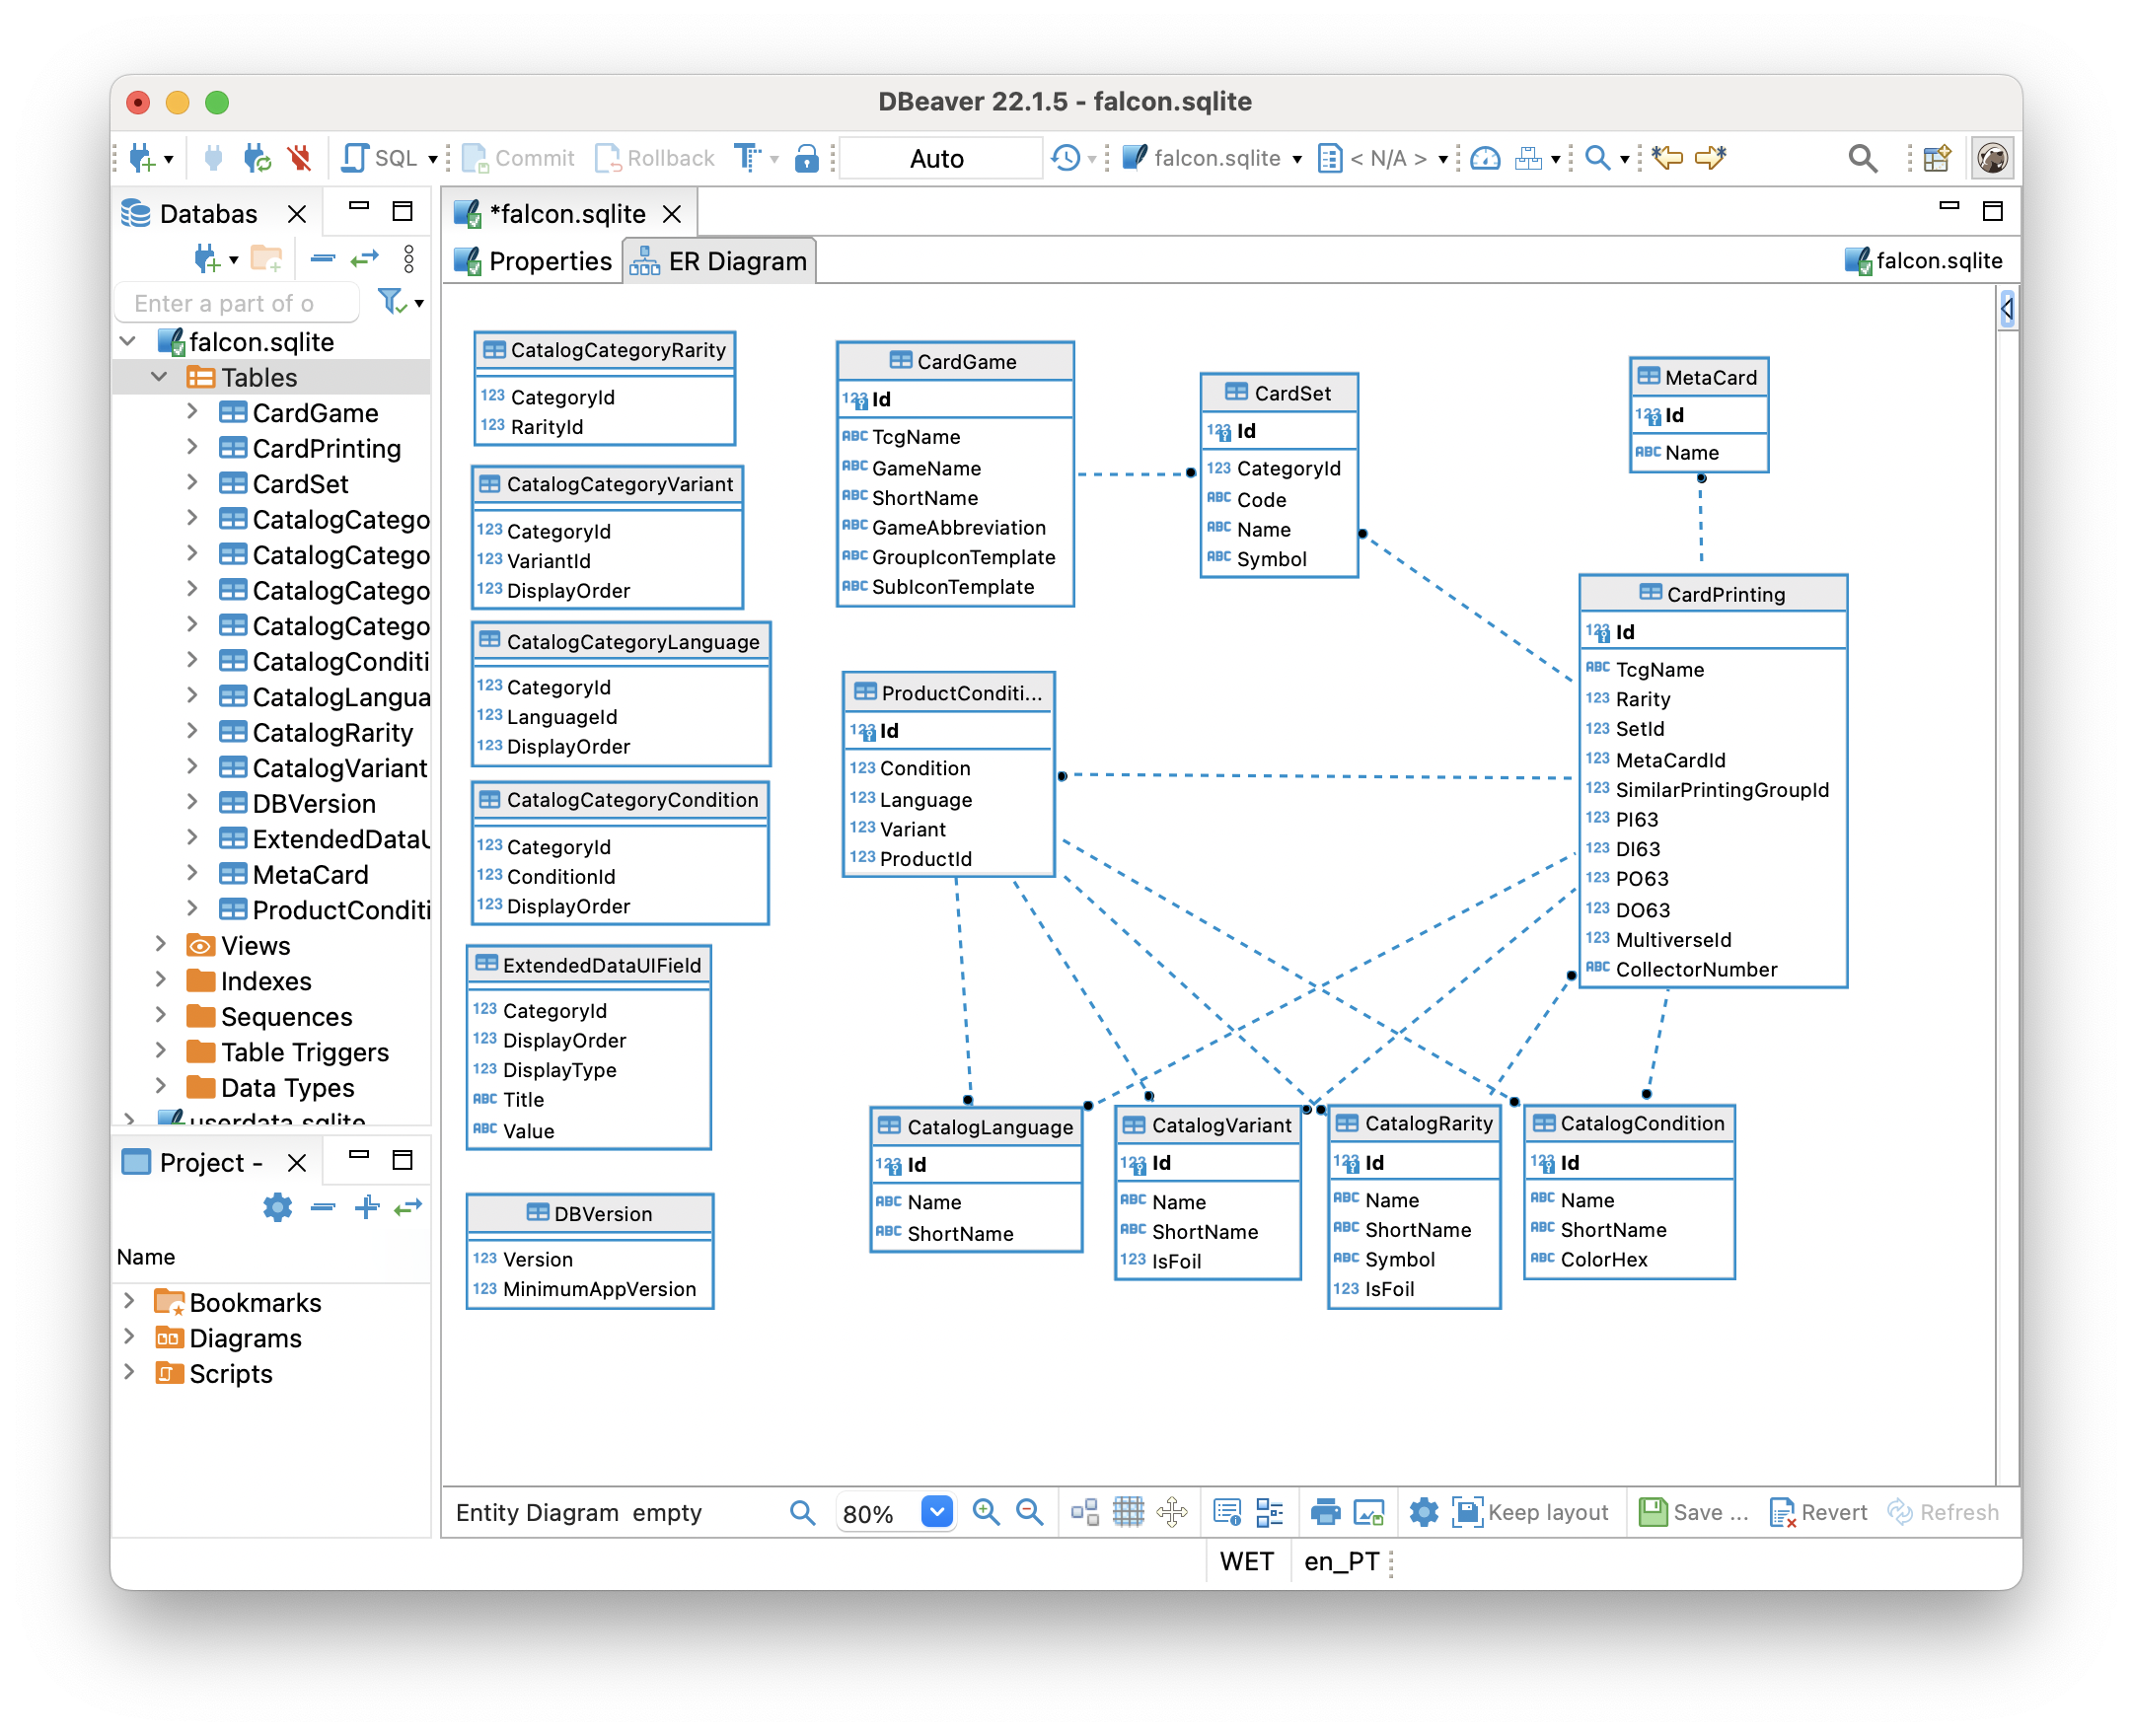 DBeaver 22.1.5 - falcon.sqlite
SQL Commit Rollback Auto falcon.sqlite < N/A >
Databas
Enter a part of o
falcon.sqlite
Tables
CardGame
CardPrinting
CardSet
CatalogCatego
CatalogCatego
CatalogCatego
CatalogCatego
CatalogConditi
CatalogLangua
CatalogRarity
CatalogVariant
DBVersion
ExtendedDataU
MetaCard
ProductConditi
Views
Indexes
Sequences
Table Triggers
Data Types
userdata.sqlite
Project -
Name
Bookmarks
Diagrams
Scripts
*falcon.sqlite
Properties ER Diagram falcon.sqlite
CatalogCategoryRarity
123 CategoryId
123 RarityId
CatalogCategoryVariant
123 CategoryId
123 VariantId
123 DisplayOrder
CatalogCategoryLanguage
123 CategoryId
123 LanguageId
123 DisplayOrder
CatalogCategoryCondition
123 CategoryId
123 ConditionId
123 DisplayOrder
ExtendedDataUIField
123 CategoryId
123 DisplayOrder
123 DisplayType
ABC Title
ABC Value
DBVersion
123 Version
123 MinimumAppVersion
CardGame
123 Id
ABC TcgName
ABC GameName
ABC ShortName
ABC GameAbbreviation
ABC GroupIconTemplate
ABC SubIconTemplate
CardSet
123 Id
123 CategoryId
ABC Code
ABC Name
ABC Symbol
MetaCard
123 Id
ABC Name
ProductConditi...
123 Id
123 Condition
123 Language
123 Variant
123 ProductId
CardPrinting
123 Id
ABC TcgName
123 Rarity
123 SetId
123 MetaCardId
123 SimilarPrintingGroupId
123 PI63
123 DI63
123 PO63
123 DO63
123 MultiverseId
ABC CollectorNumber
CatalogLanguage
123 Id
ABC Name
ABC ShortName
CatalogVariant
123 Id
ABC Name
ABC ShortName
123 IsFoil
CatalogRarity
123 Id
ABC Name
ABC ShortName
ABC Symbol
123 IsFoil
CatalogCondition
123 Id
ABC Name
ABC ShortName
ABC ColorHex
Entity Diagram empty 80% Keep layout Save ... Revert Refresh
WET en_PT